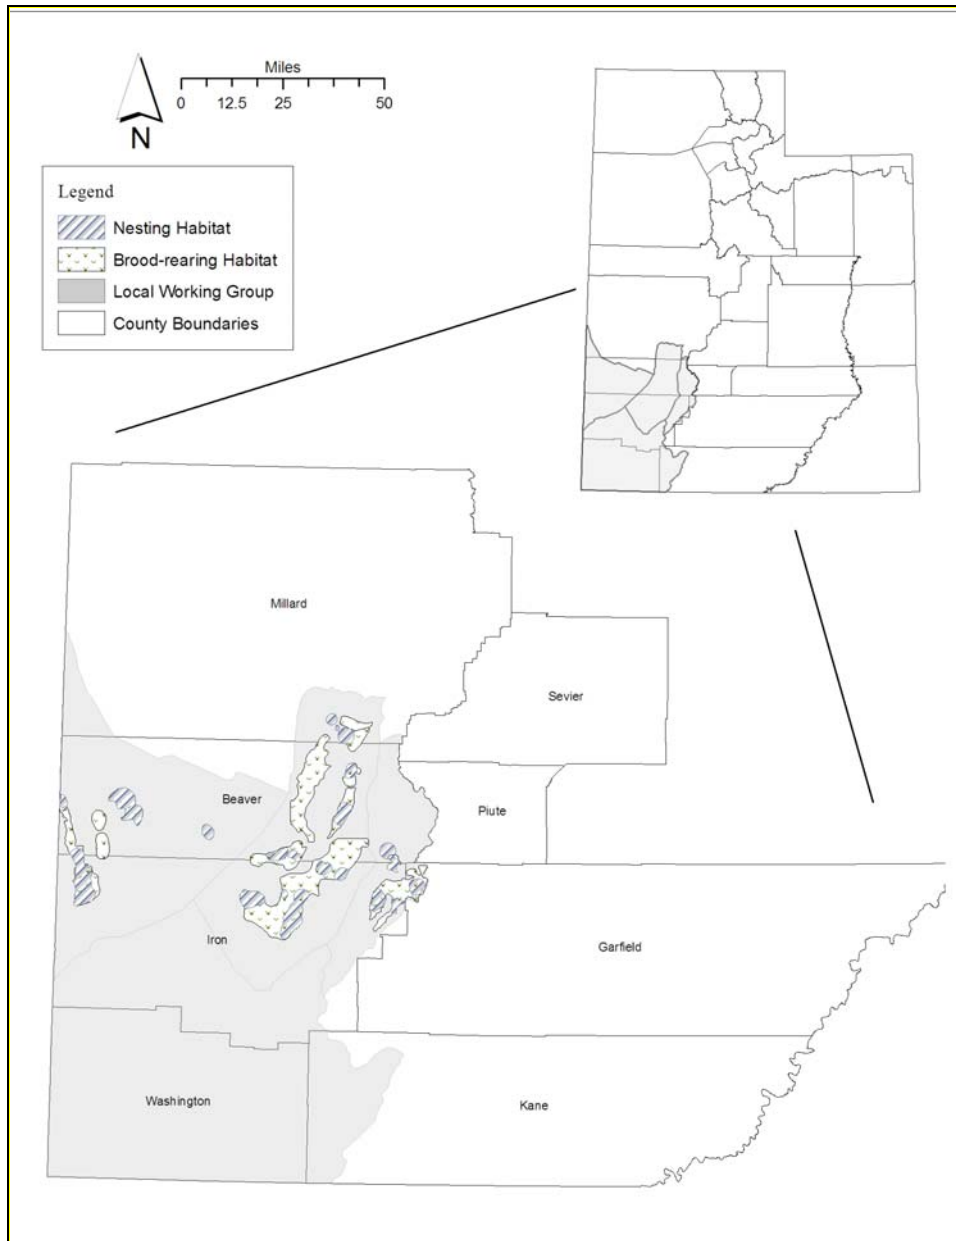 Miles
0 12.5 25 50
N
Legend
Nesting Habitat
Brood-rearing Habitat
Local Working Group
County Boundaries
Millard
Sevier
Beaver
Piute
Iron
Garfield
Washington
Kane